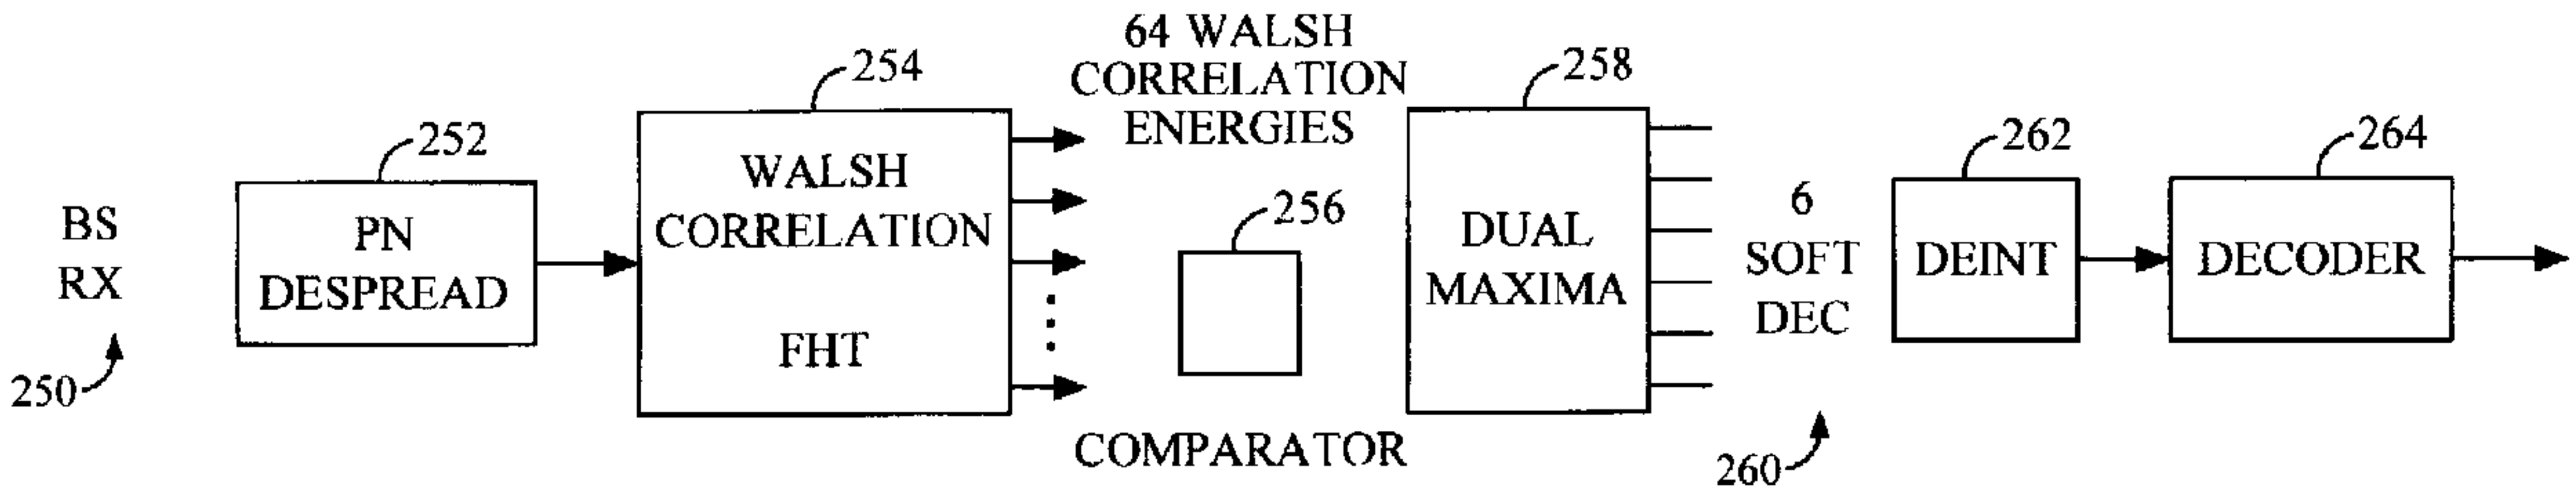 BS
RX
250
252
PN
DESPREAD
254
WALSH
CORRELATION
FHT
64 WALSH
CORRELATION
ENERGIES
256
COMPARATOR
258
DUAL
MAXIMA
6
SOFT
DEC
260
262
DEINT
264
DECODER